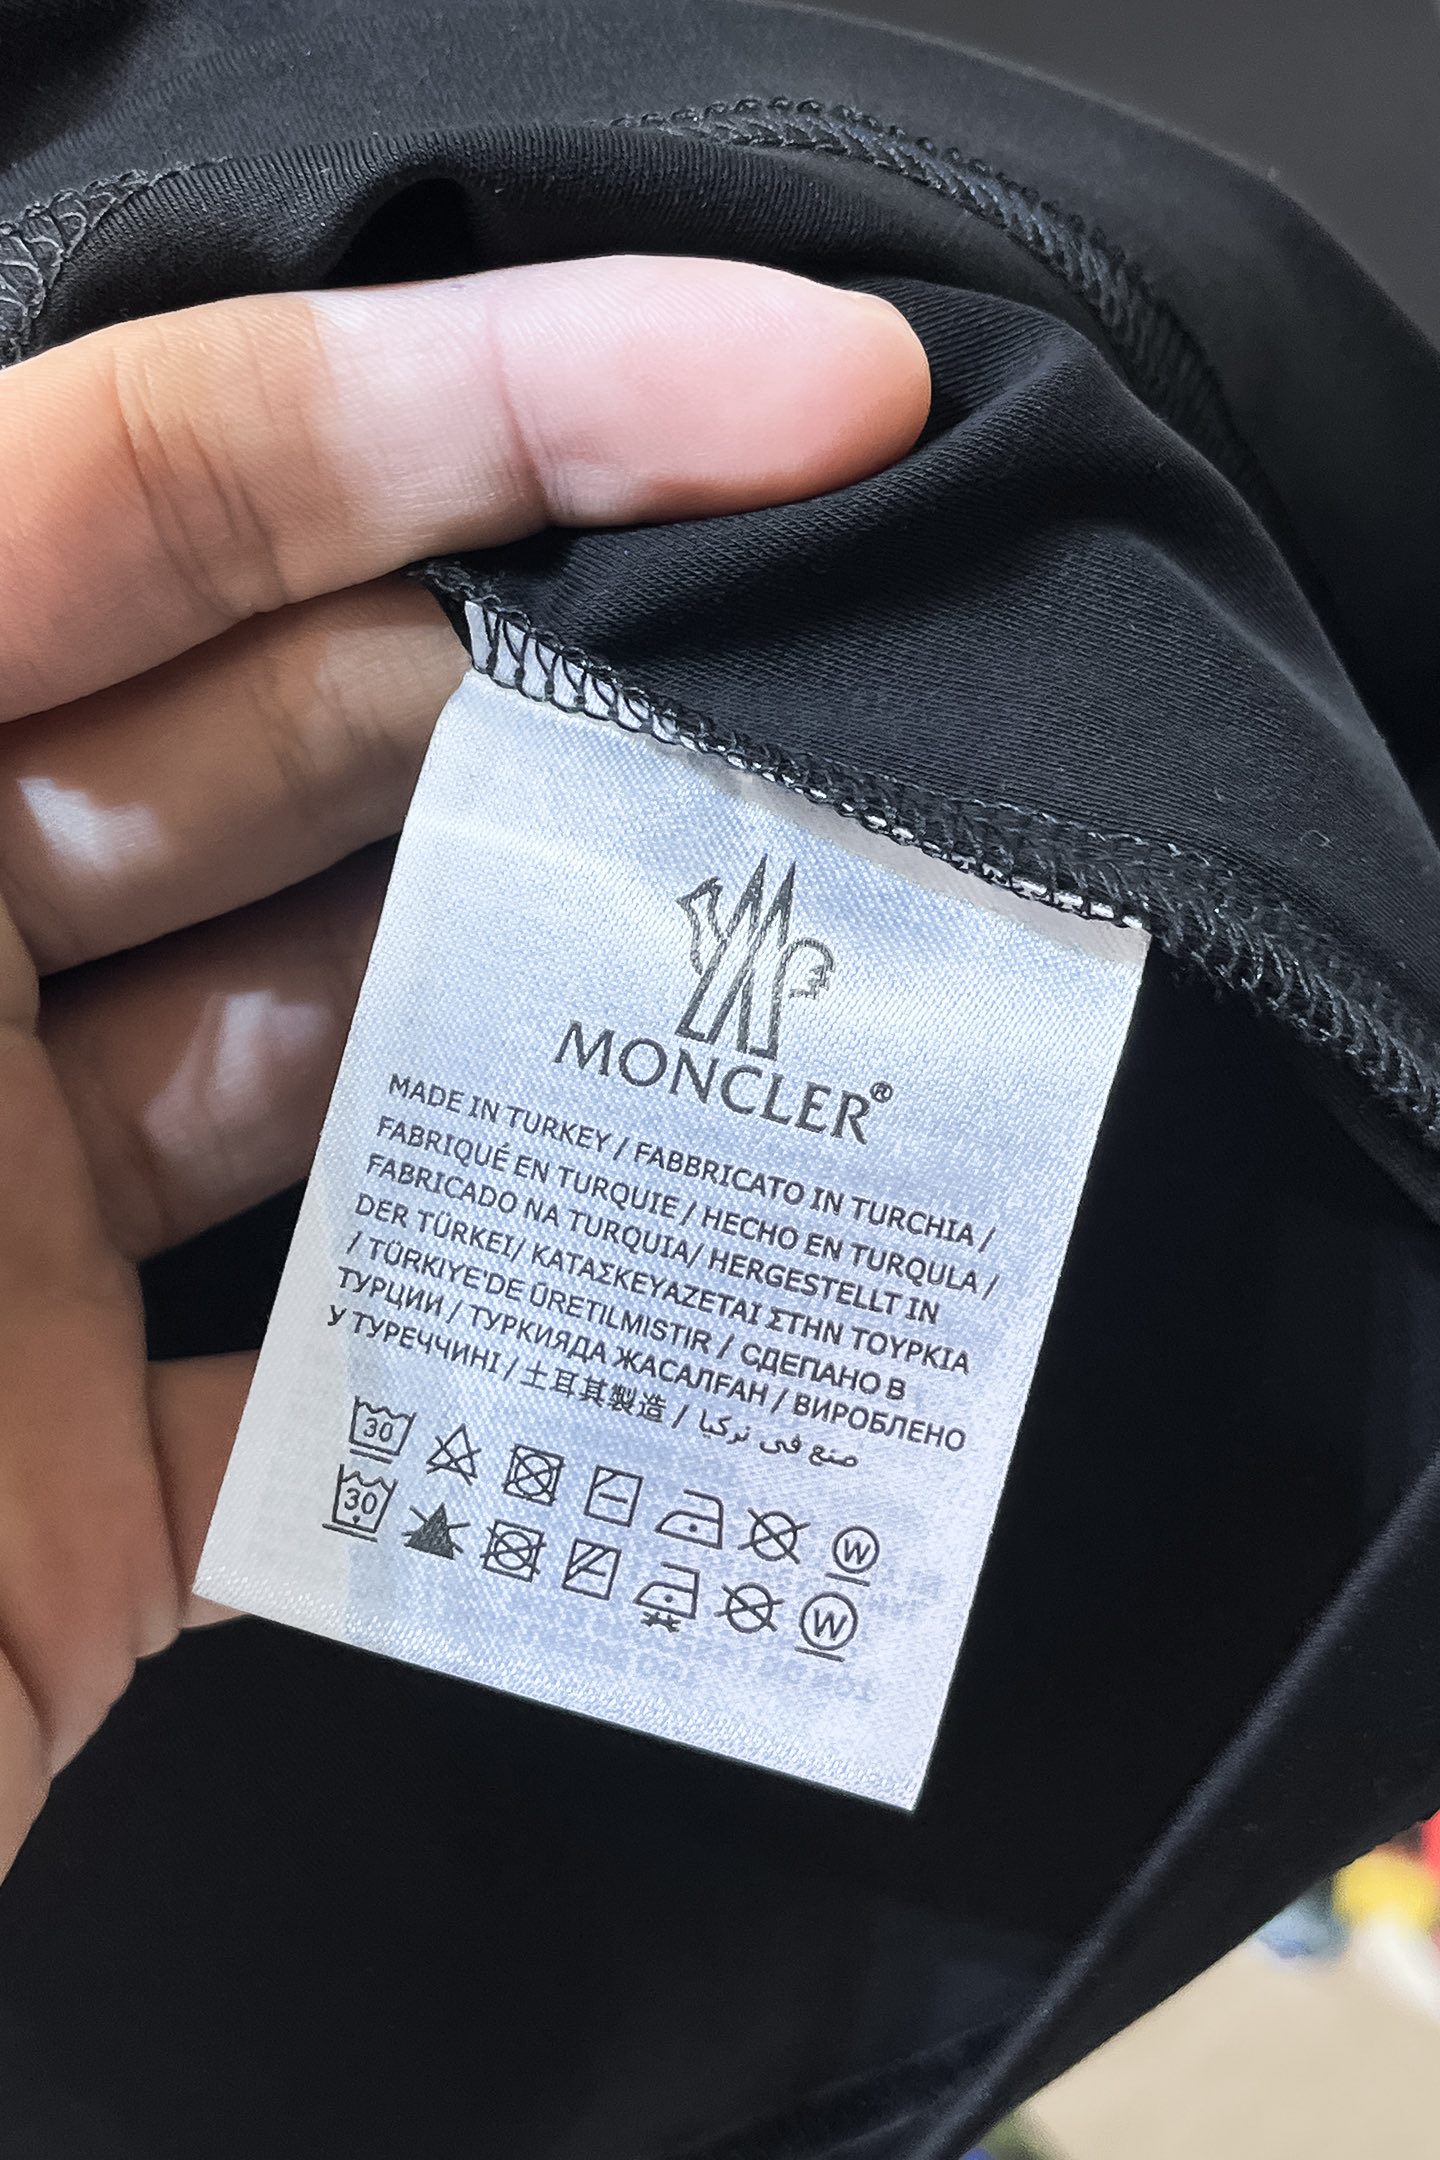 MONCLER®
MADE IN TURKEY / FABBRICATO IN TURCHIA /
FABRIQUÉ EN TURQUIE / HECHO EN TURQULA /
FABRICADO NA TURQUIA/ HERGESTELLT IN
DER TÜRKEI/ ΚΑΤΑΣΚΕΥΑΖΕΤΑΙ ΣΤΗΝ ΤΟΥΡΚΙΑ
/ TÜRKIYE'DE ÜRETILMISTIR / СДЕПАНО В
ТУРЦИИ / ТУРКИЯДА ЖАСАЛҒАН / ВИРОБЛЕНО
У ТУРЕЧЧИНІ / 土耳其製造 / صنع في تركيا
30 W
30 W